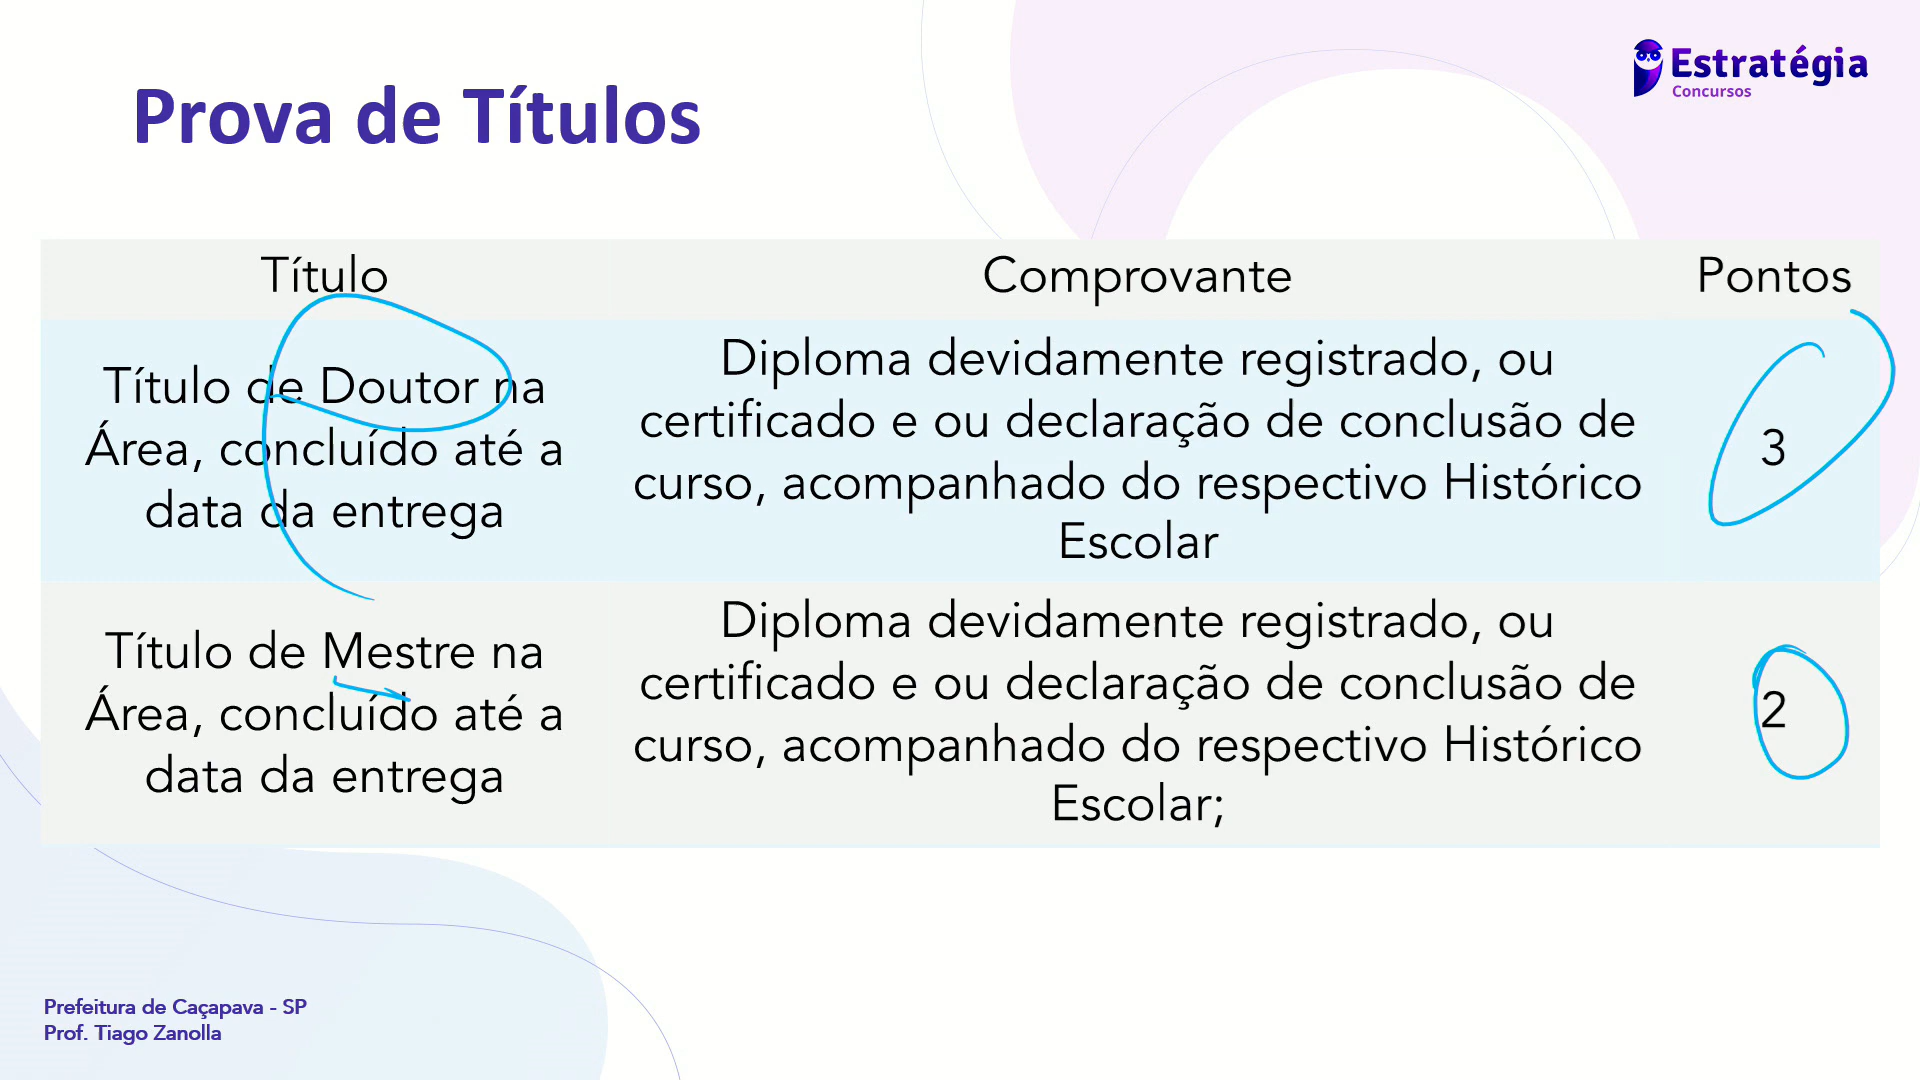 Estratégia
Concursos
Prova de Títulos
Título
Comprovante
Pontos
Título de Doutor na
Área, concluído até a
data da entrega
Diploma devidamente registrado, ou
certificado e ou declaração de conclusão de
curso, acompanhado do respectivo Histórico
Escolar
3
Título de Mestre na
Área, concluído até a
data da entrega
Diploma devidamente registrado, ou
certificado e ou declaração de conclusão de
curso, acompanhado do respectivo Histórico
Escolar;
2
Prefeitura de Caçapava - SP
Prof. Tiago Zanolla